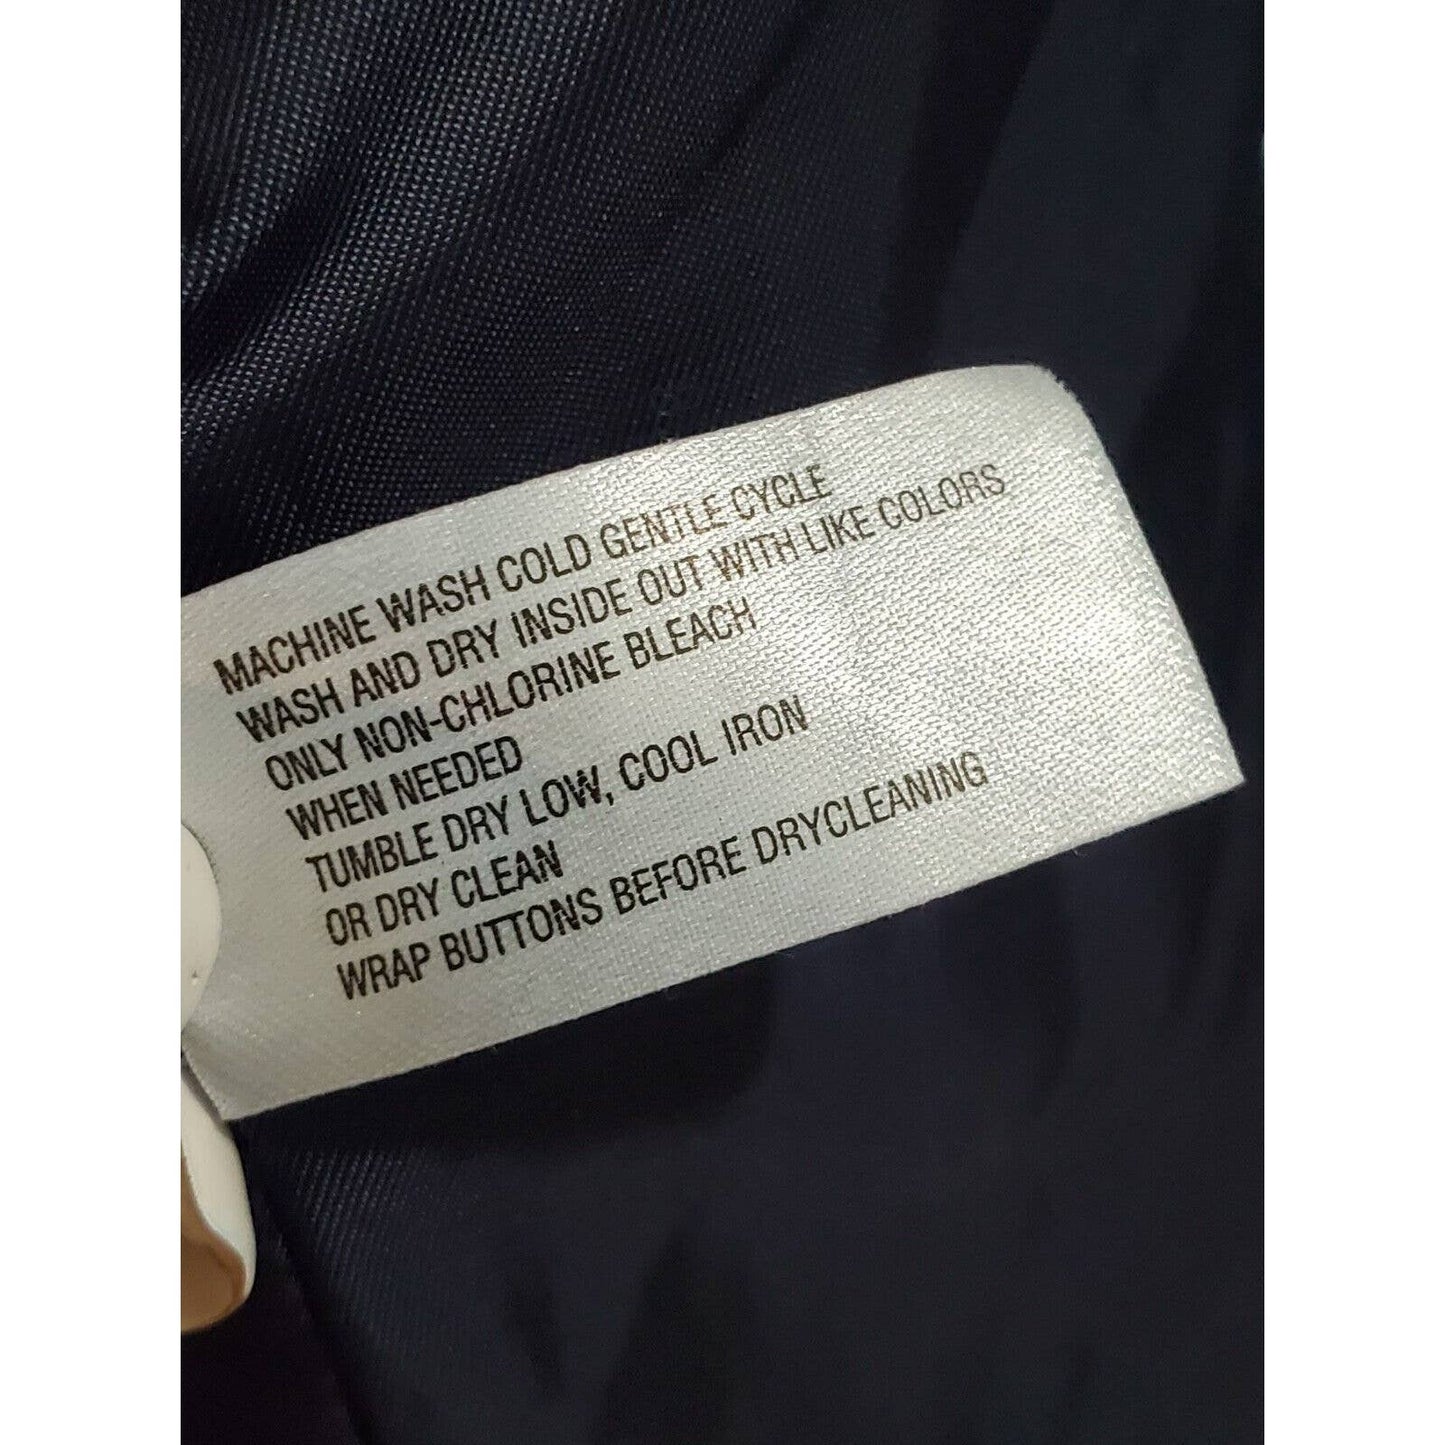 MACHINE WASH COLD GENTLE CYCLE
WASH AND DRY INSIDE OUT WITH LIKE COLORS
ONLY NON-CHLORINE BLEACH
WHEN NEEDED
TUMBLE DRY LOW, COOL IRON
OR DRY CLEAN
WRAP BUTTONS BEFORE DRYCLEANING